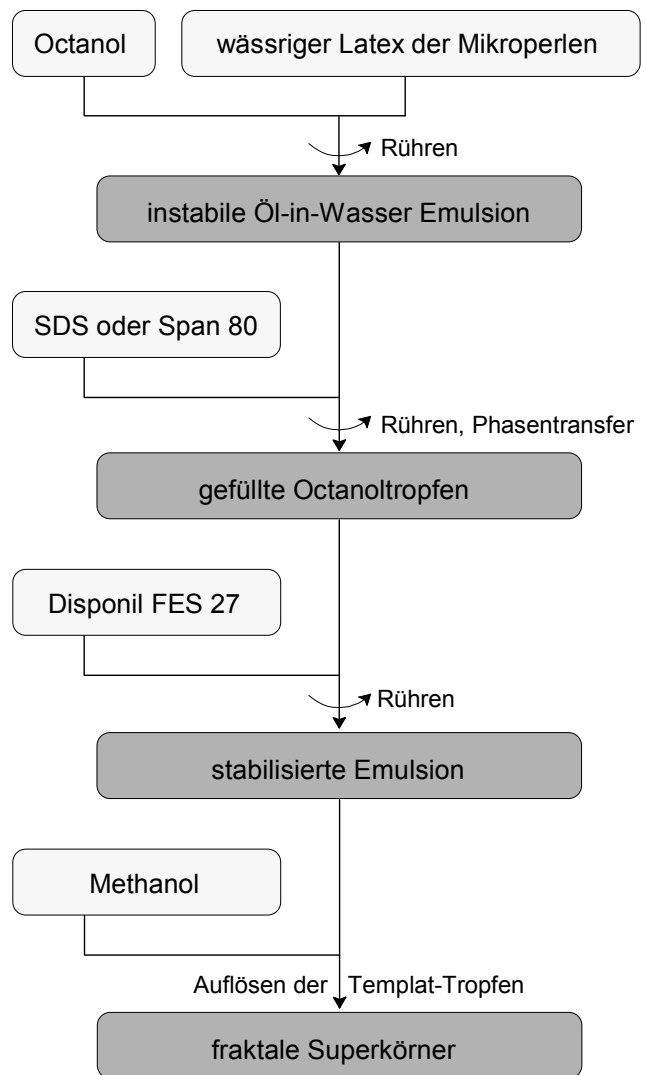 Octanol
wässriger Latex der Mikroperlen
Rühren
instabile Öl-in-Wasser Emulsion
SDS oder Span 80
Rühren, Phasentransfer
gefüllte Octanoltropfen
Disponil FES 27
Rühren
stabilisierte Emulsion
Methanol
Auflösen der Templat-Tropfen
fraktale Superkörner